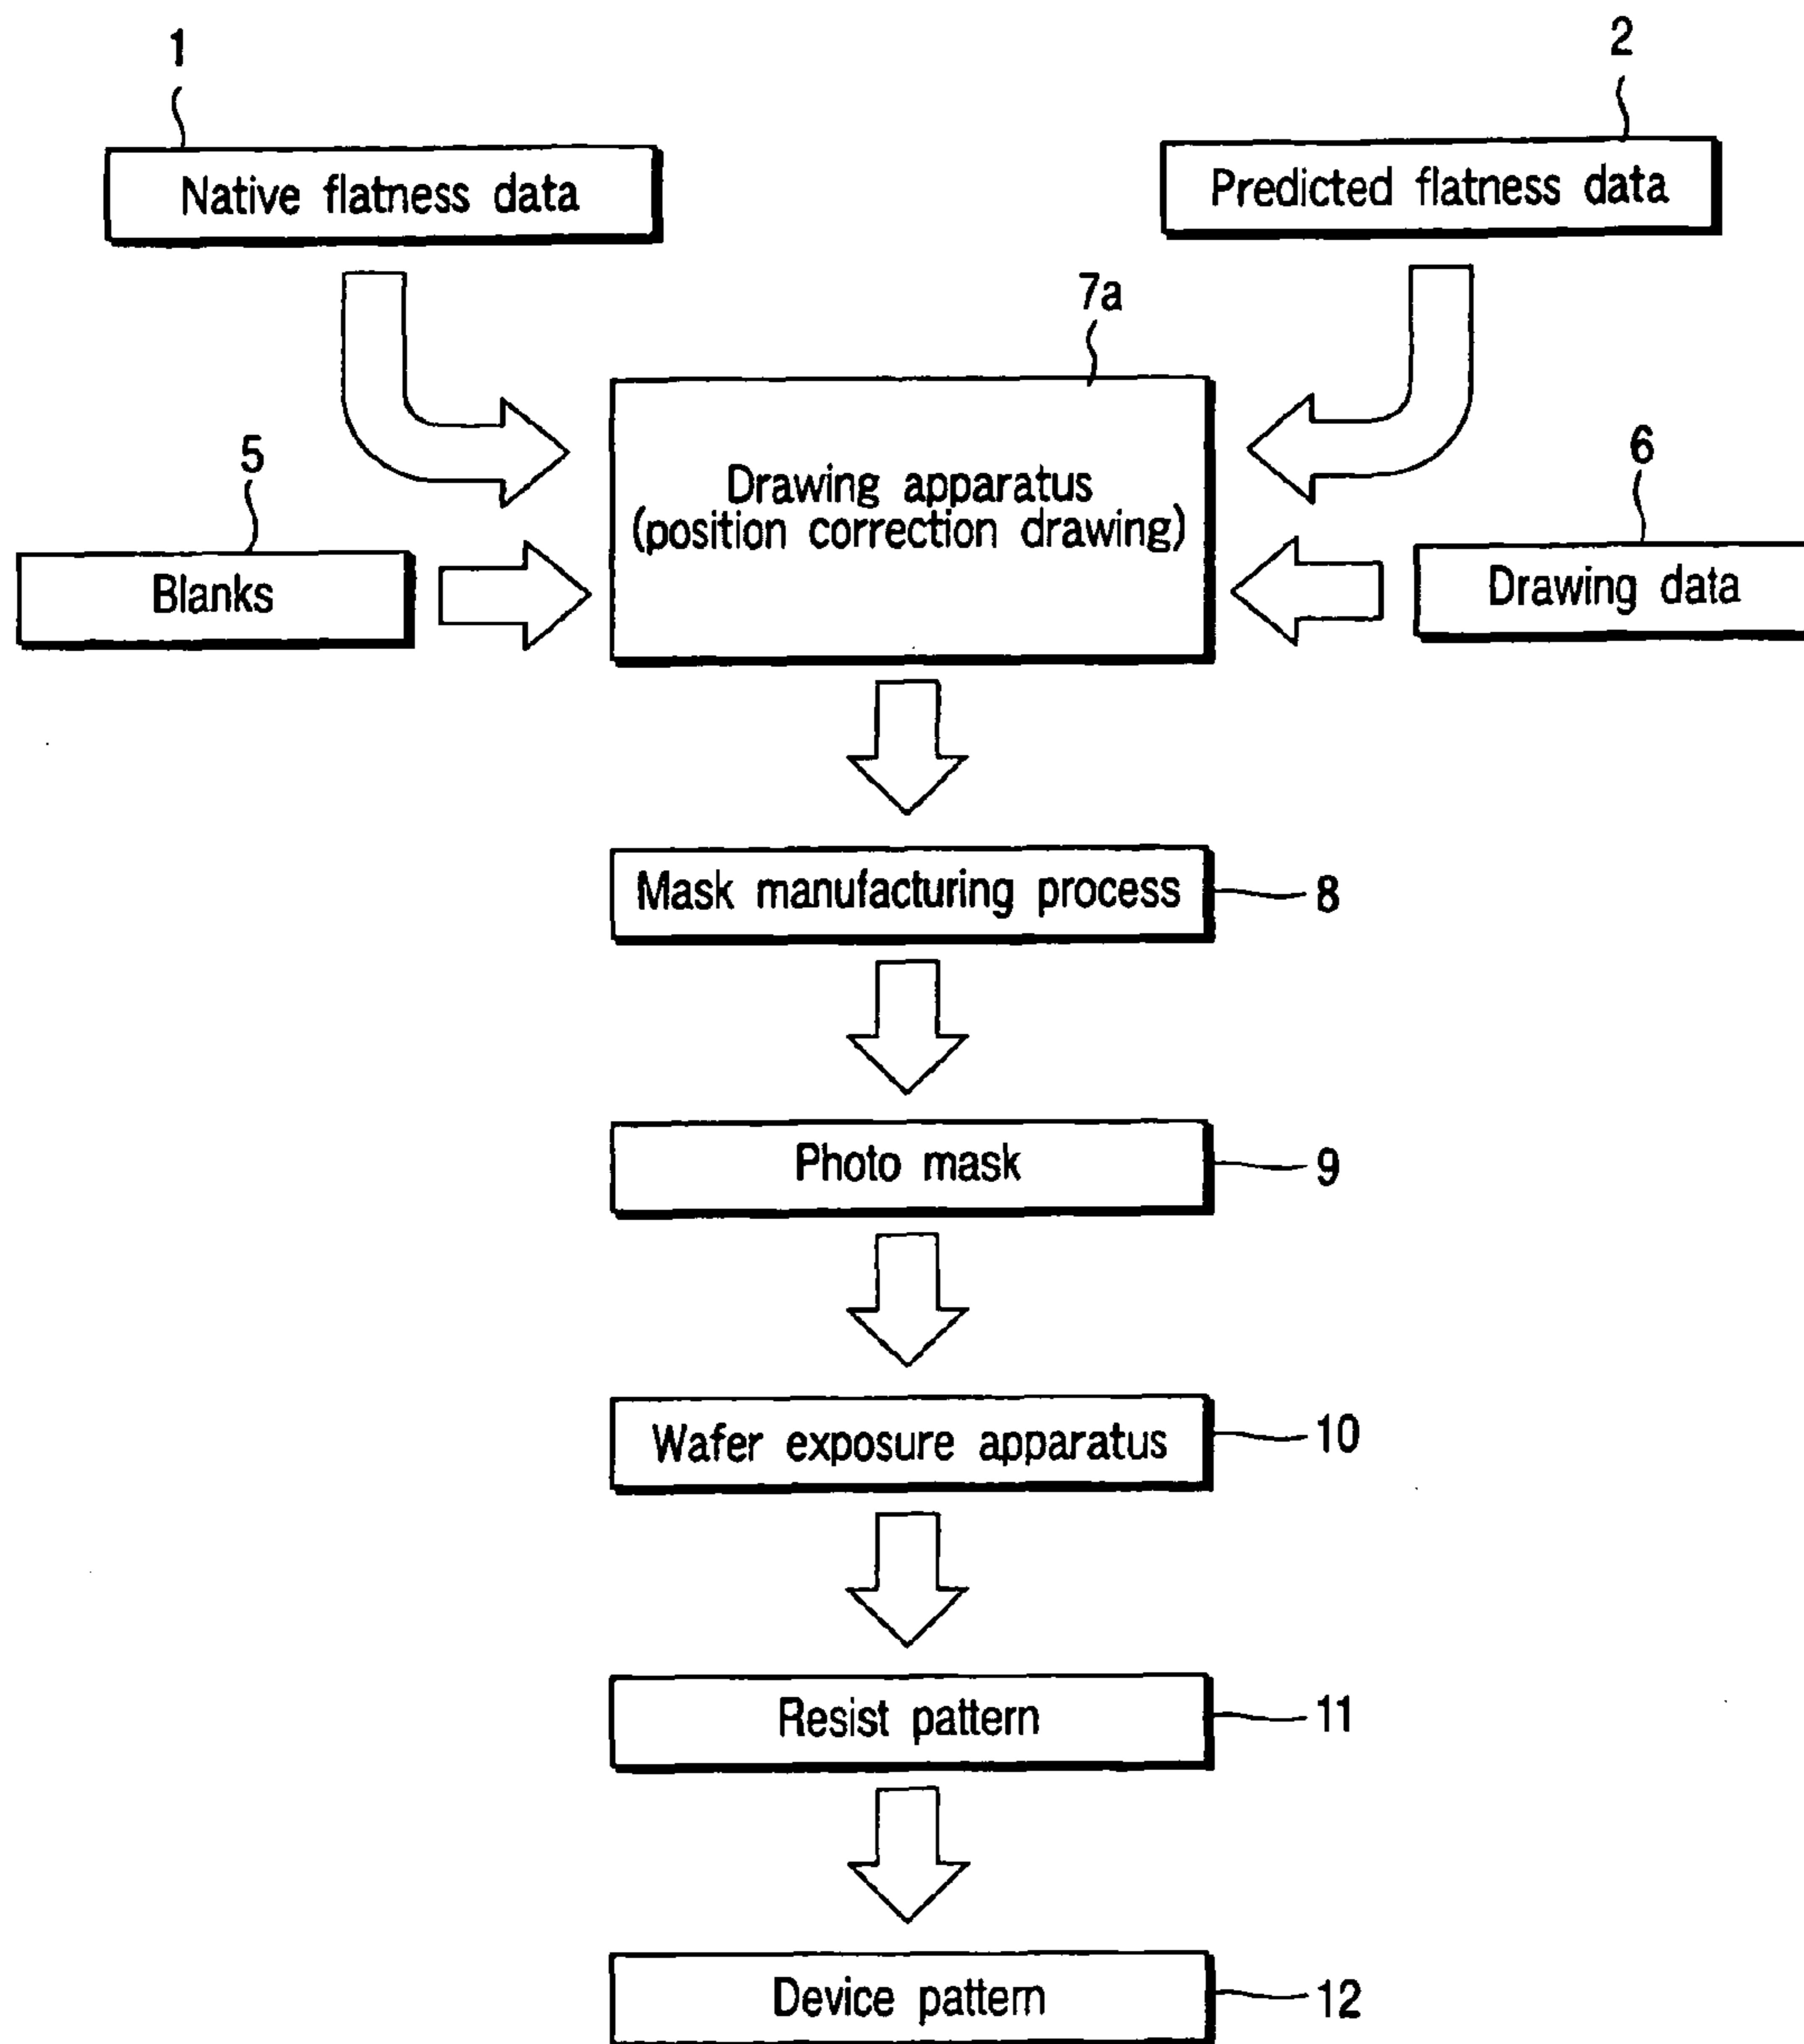 1
2
Native flatness data
Predicted flatness data
7a
5
6
Drawing apparatus
(position correction drawing)
Blanks
Drawing data
Mask manufacturing process
8
Photo mask
9
Wafer exposure apparatus
10
Resist pattern
11
Device pattern
12